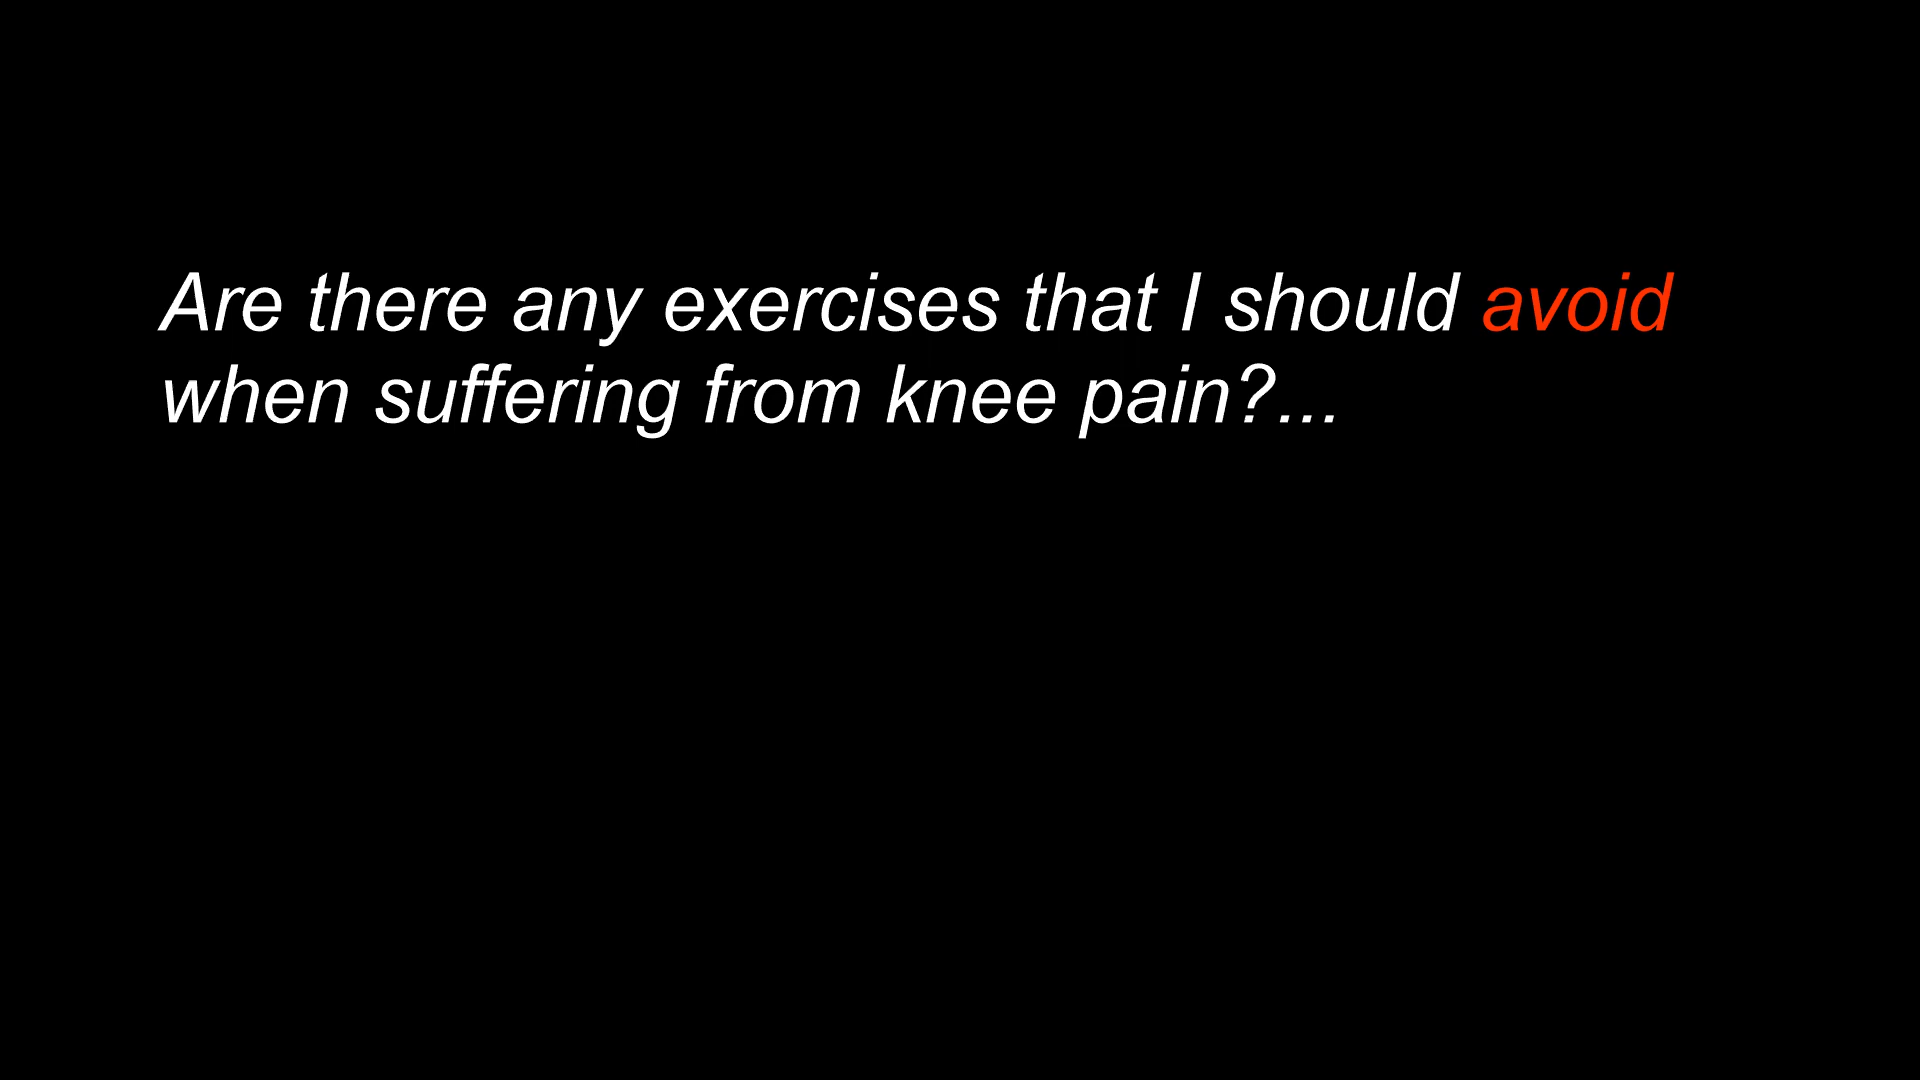 Are there any exercises that I should avoid
when suffering from knee pain?...